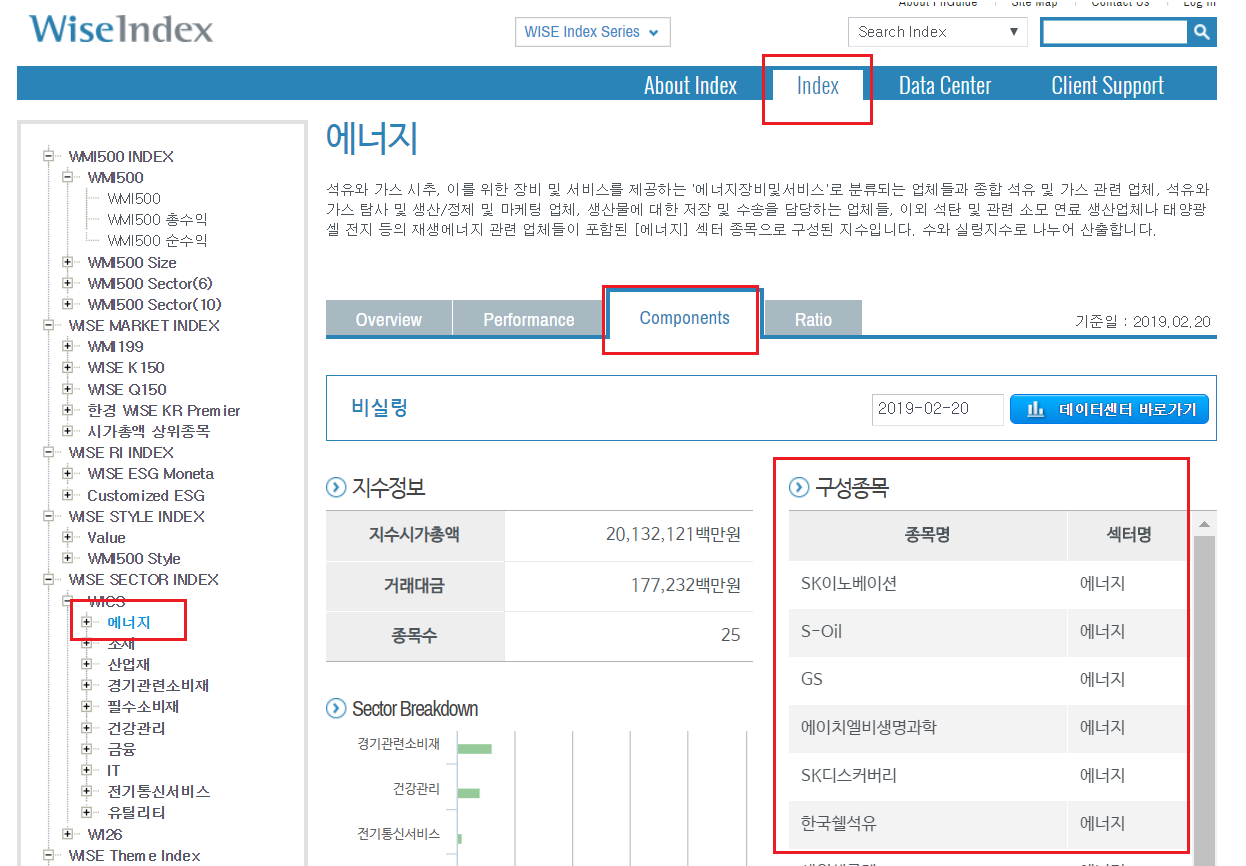 About FnGuide
Site Map
Contact Us
Log In
WiseIndex
WISE Index Series
Search Index
About Index
Index
Data Center
Client Support
WMI500 INDEX
WMI500
WMI500
WMI500 총수익
WMI500 순수익
WMI500 Size
WMI500 Sector(6)
WMI500 Sector(10)
WISE MARKET INDEX
WMI199
WISE K150
WISE Q150
한경 WISE KR Premier
시가총액 상위종목
WISE RI INDEX
WISE ESG Moneta
Customized ESG
WISE STYLE INDEX
Value
WMI500 Style
WISE SECTOR INDEX
WICS
에너지
소재
산업재
경기관련소비재
필수소비재
건강관리
금융
IT
전기통신서비스
유틸리티
WI26
WISE Theme Index
에너지
석유와 가스 시추, 이를 위한 장비 및 서비스를 제공하는 '에너지장비및서비스'로 분류되는 업체들과 종합 석유 및 가스 관련 업체, 석유와
가스 탐사 및 생산/정제 및 마케팅 업체, 생산물에 대한 저장 및 수송을 담당하는 업체들, 이외 석탄 및 관련 소모 연료 생산업체나 태양광
셀 전지 등의 재생에너지 관련 업체들이 포함된 [에너지] 섹터 종목으로 구성된 지수입니다. 수와 실링지수로 나누어 산출합니다.
Overview
Performance
Components
Ratio
기준일 : 2019.02.20
비실링
2019-02-20
데이터센터 바로가기
지수정보
지수시가총액 20,132,121백만원
거래대금 177,232백만원
종목수 25
Sector Breakdown
경기관련소비재
건강관리
전기통신서비스
구성종목
종목명 섹터명
SK이노베이션 에너지
S-Oil 에너지
GS 에너지
에이치엘비생명과학 에너지
SK디스커버리 에너지
한국쉘석유 에너지